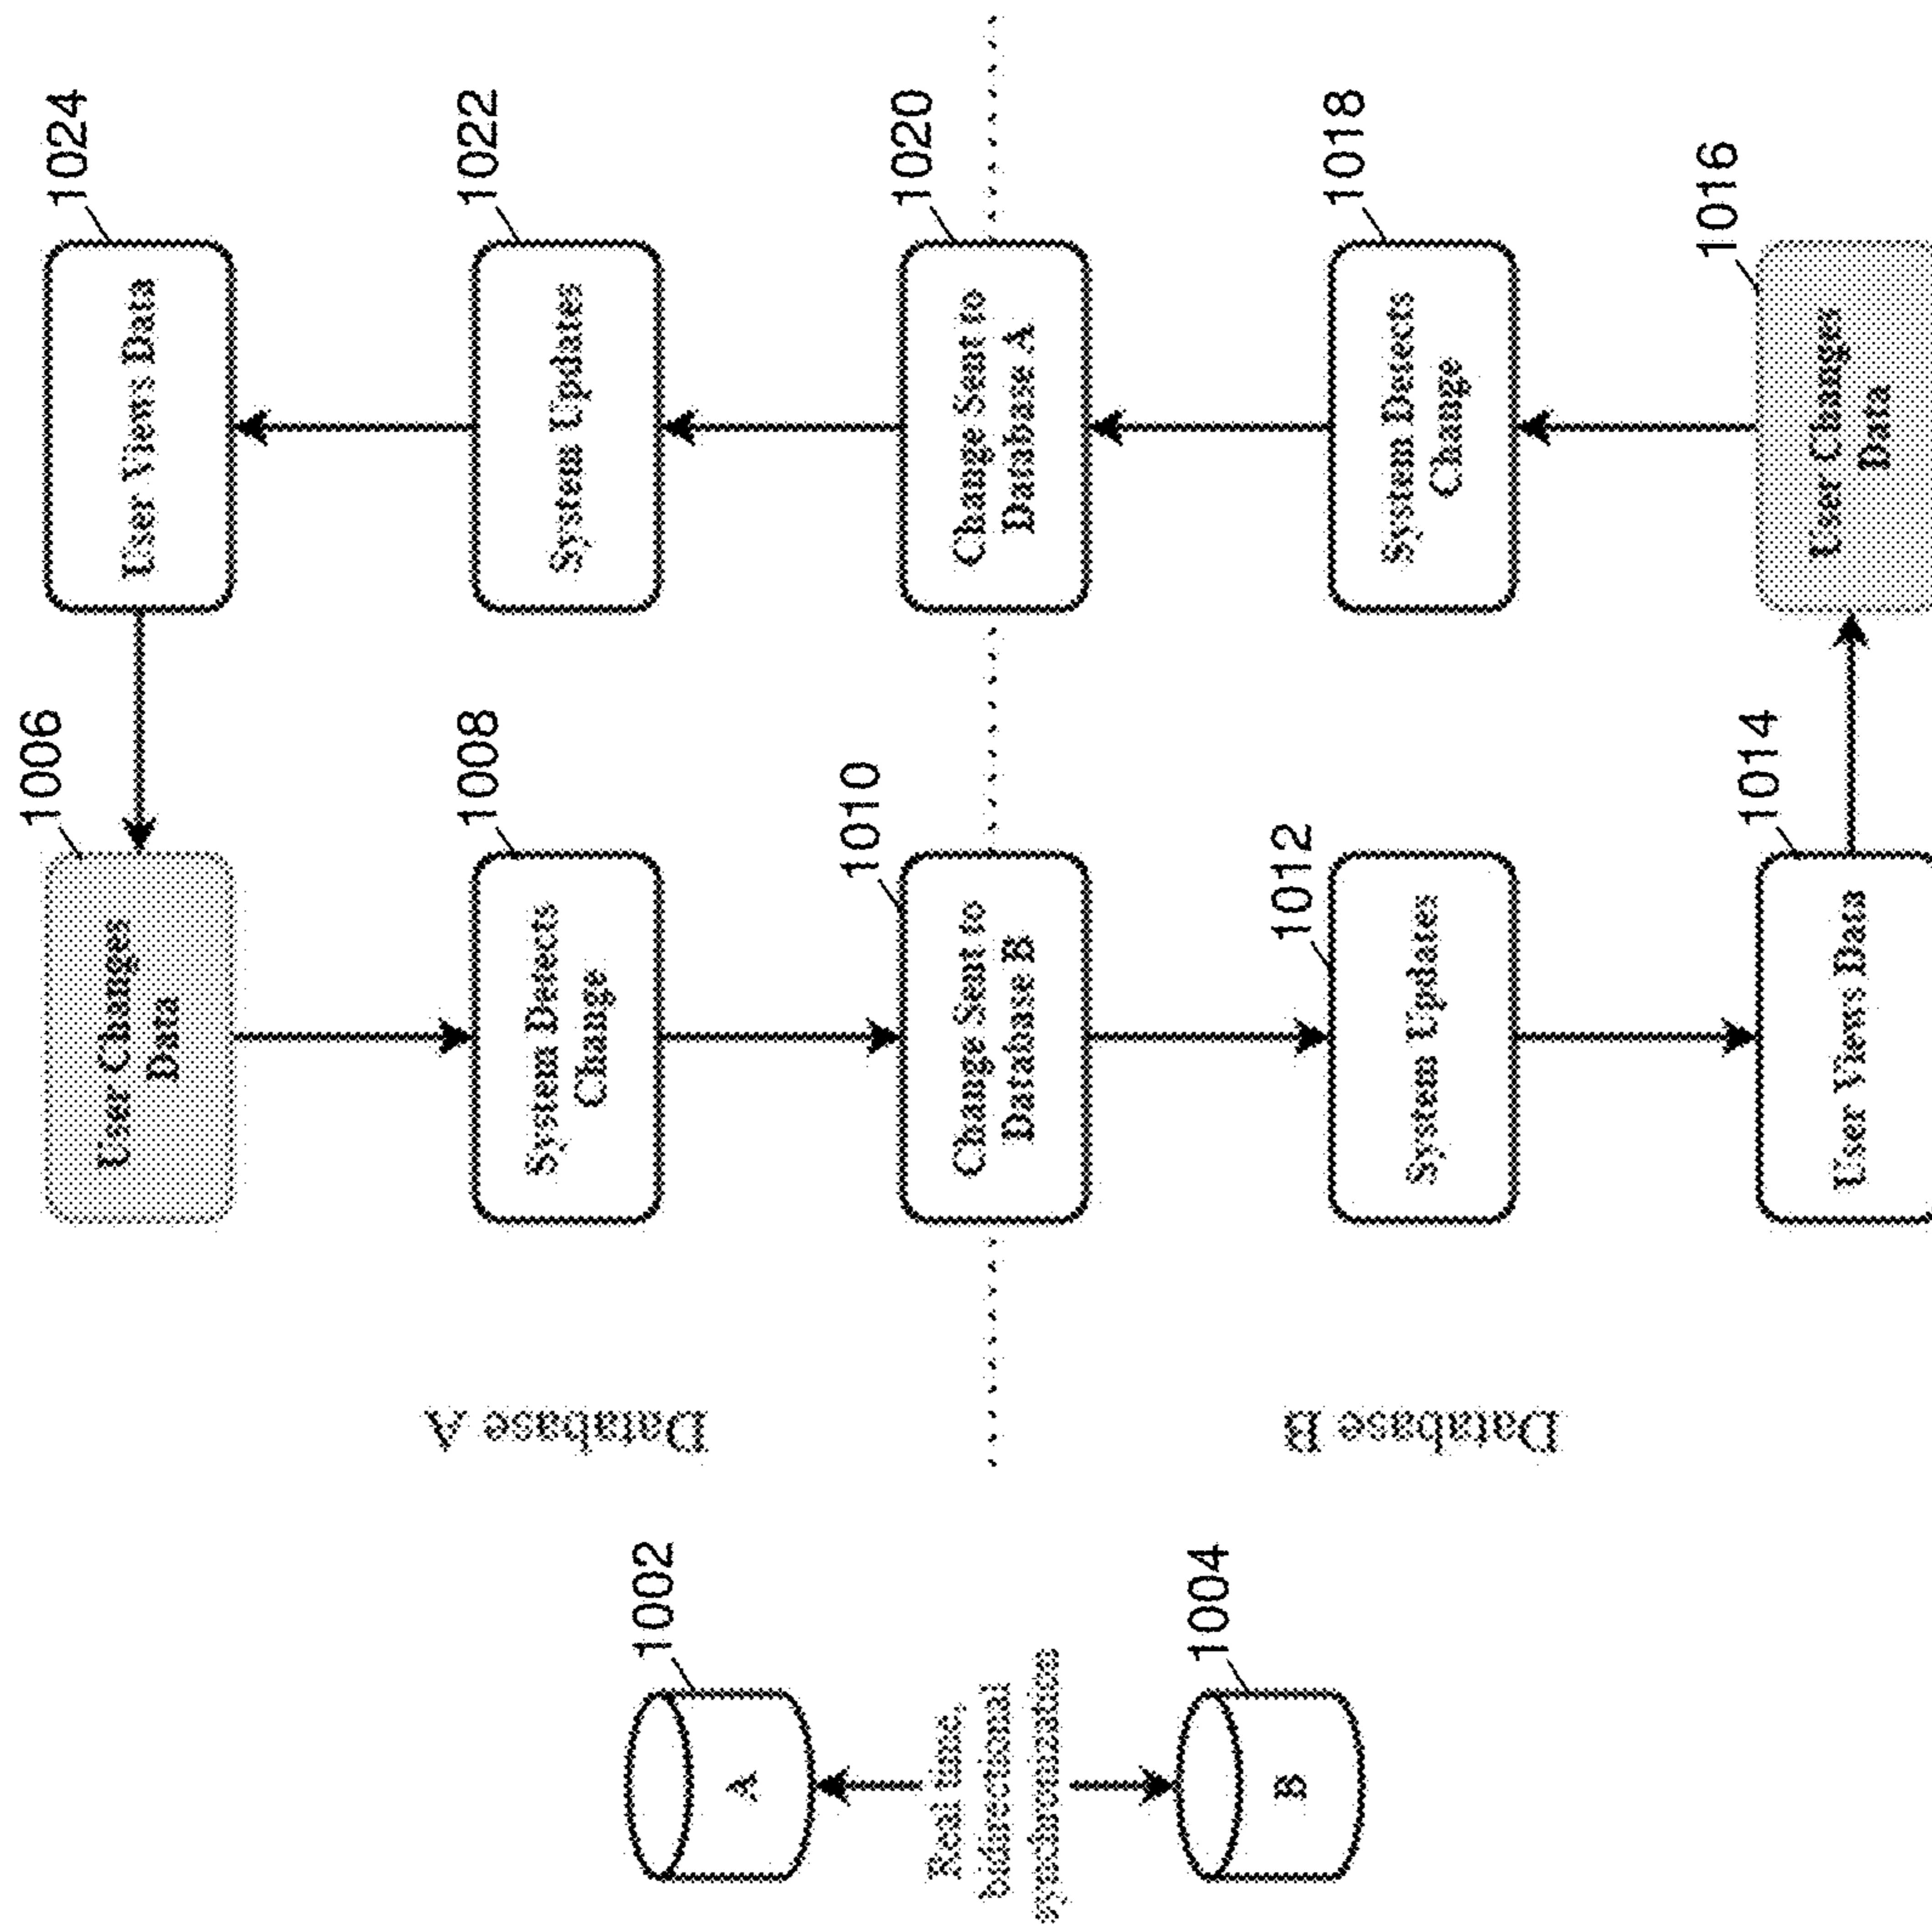 1002
A
Real time,
bidirectional
synchronization
1004
B
Database A
Database B
1006
User Changes
Data
1008
System Detects
Change
1010
Change Sent to
Database B
1012
System Updates
1014
User Views Data
1016
User Changes
Data
1018
System Detects
Change
1020
Change Sent to
Database A
1022
System Updates
1024
User Views Data